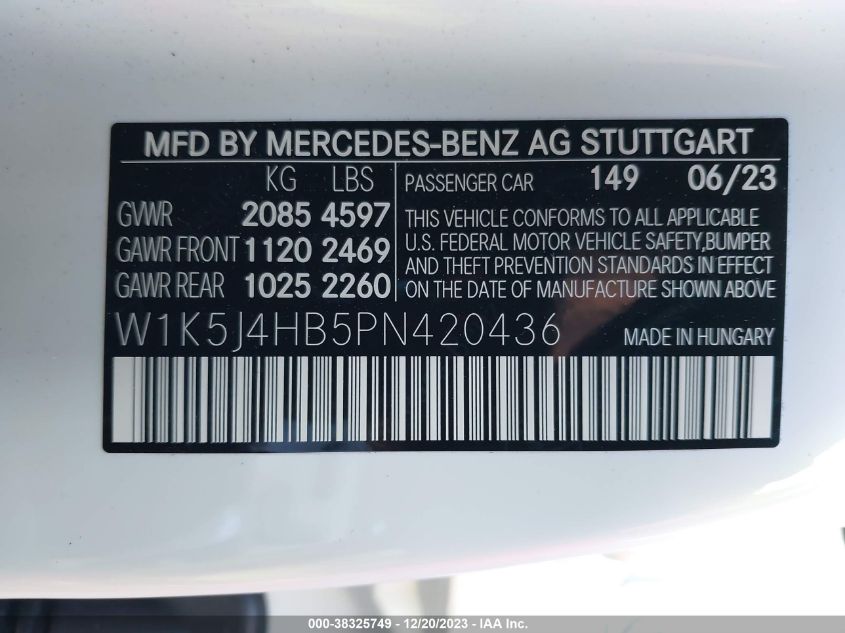 MFD BY MERCEDES-BENZ AG STUTTGART
KG LBS
GVWR 2085 4597
GAWR FRONT 1120 2469
GAWR REAR 1025 2260
PASSENGER CAR 149 06/23
THIS VEHICLE CONFORMS TO ALL APPLICABLE
U.S. FEDERAL MOTOR VEHICLE SAFETY,BUMPER
AND THEFT PREVENTION STANDARDS IN EFFECT
ON THE DATE OF MANUFACTURE SHOWN ABOVE
W1K5J4HB5PN420436
MADE IN HUNGARY
000-38325749 - 12/20/2023 - IAA Inc.